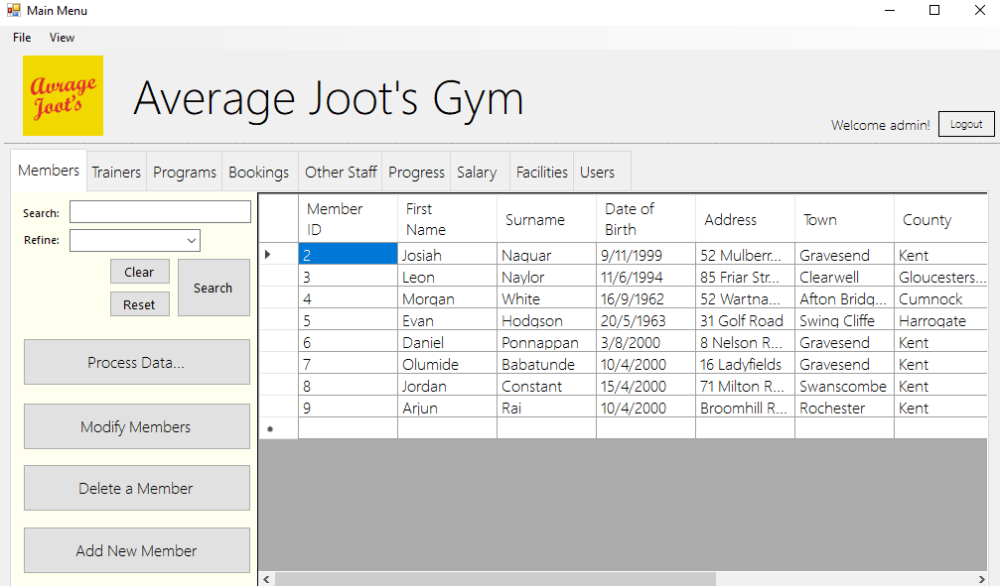 Main Menu
File View
Avrage
Joot's
Average Joot's Gym
Welcome admin! Logout
Members Trainers Programs Bookings Other Staff Progress Salary Facilities Users
Search:
Refine:
Clear
Reset
Search
Process Data...
Modify Members
Delete a Member
Add New Member
Member ID First Name Surname Date of Birth Address Town County
2 Josiah Naquar 9/11/1999 52 Mulberr... Gravesend Kent
3 Leon Naylor 11/6/1994 85 Friar Str... Clearwell Gloucesters...
4 Morgan White 16/9/1962 52 Wartna... Afton Bridg... Cumnock
5 Evan Hodgson 20/5/1963 31 Golf Road Swing Cliffe Harrogate
6 Daniel Ponnappan 3/8/2000 8 Nelson R... Gravesend Kent
7 Olumide Babatunde 10/4/2000 16 Ladyfields Gravesend Kent
8 Jordan Constant 15/4/2000 71 Milton R... Swanscombe Kent
9 Arjun Rai 10/4/2000 Broomhill R... Rochester Kent